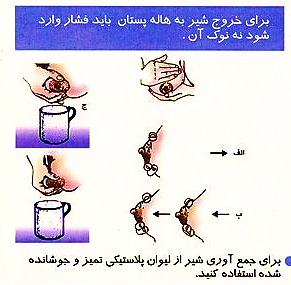 برای خروج شیر به هاله پستان باید فشار وارد
شود نه نوک آن .
ج
الف
ب
برای جمع آوری شیر از لیوان پلاستیکی تمیز و جوشانده
شده استفاده کنید.